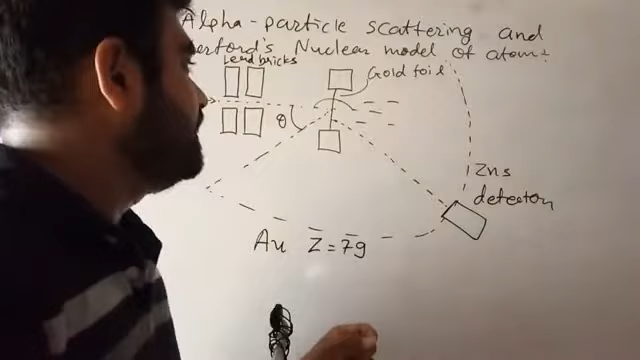 Alpha-particle scattering and
erford's Nuclear model of atom:
Lead bricks
Gold foil
θ
Zns
detector
Au Z=79